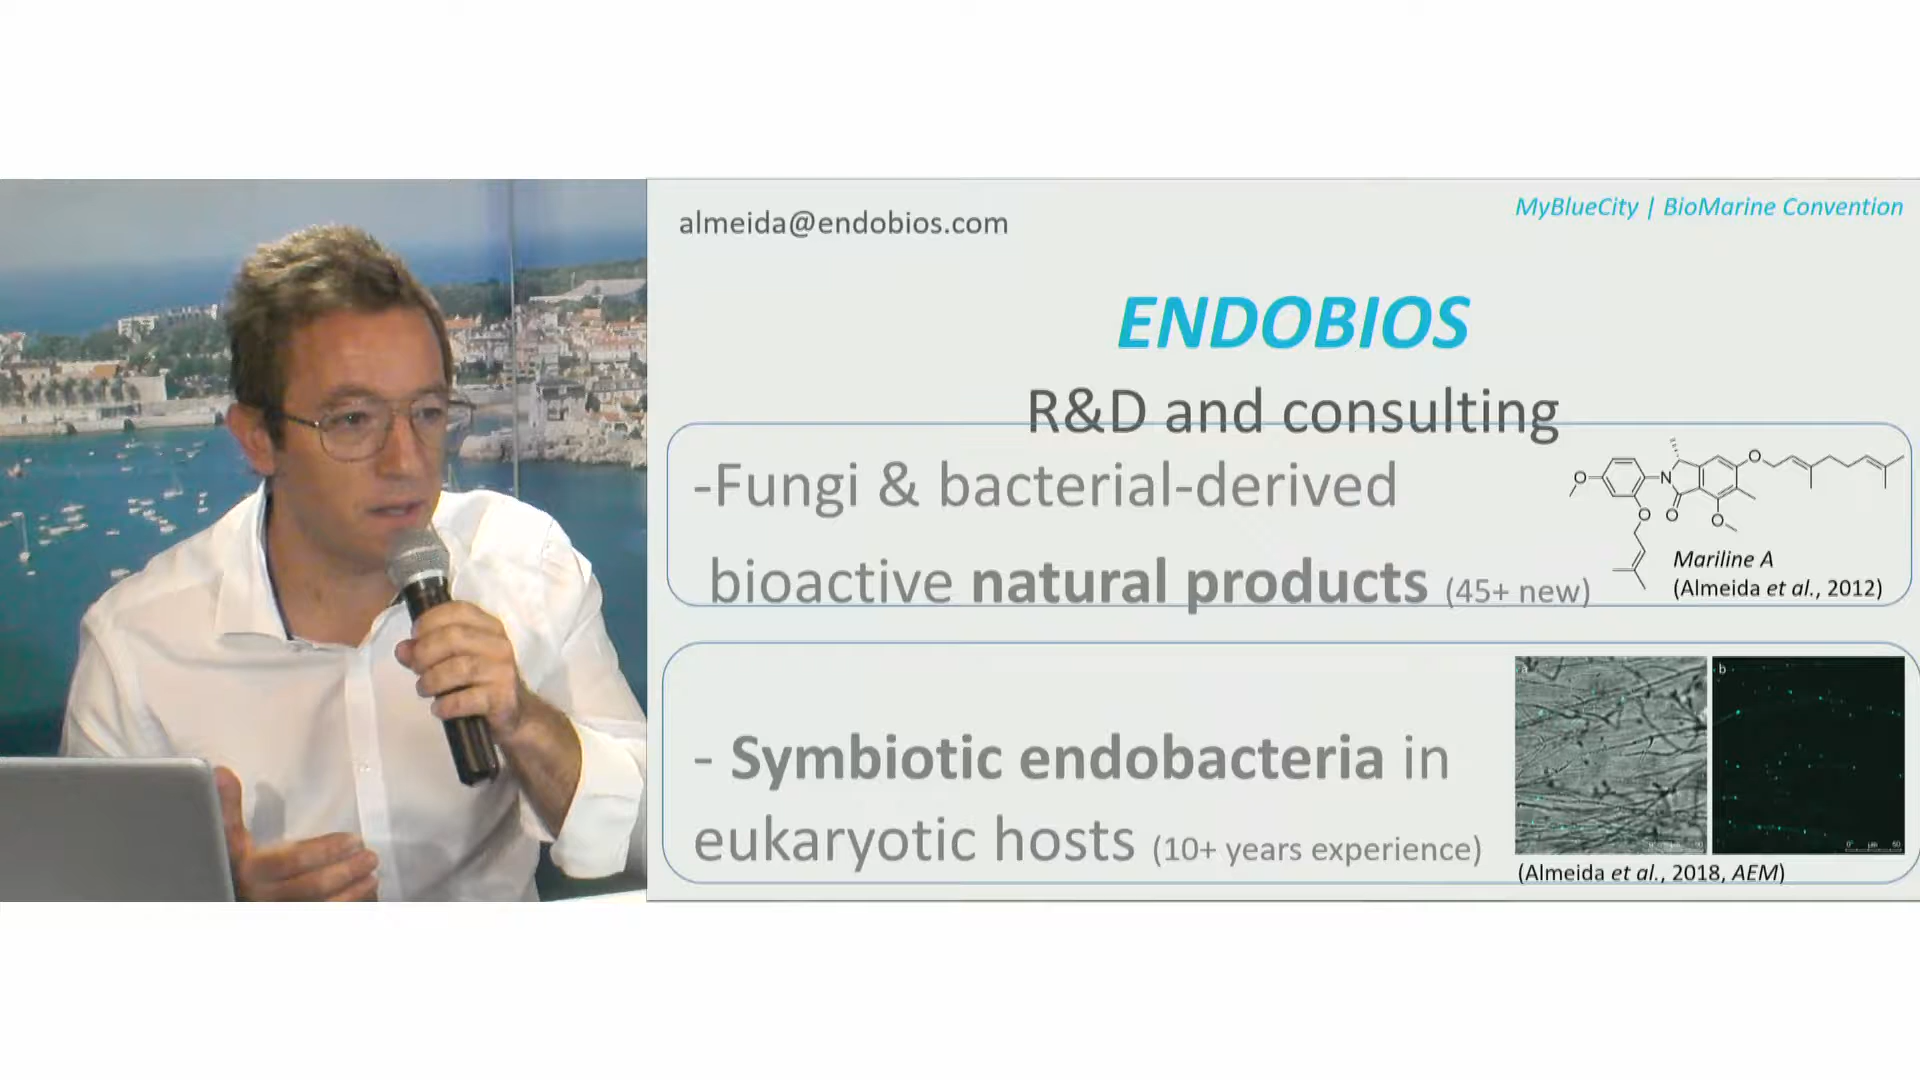 almeida@endobios.com
MyBlueCity | BioMarine Convention
ENDOBIOS
R&D and consulting
-Fungi & bacterial-derived
bioactive natural products (45+ new)
O
O
N
O
O
O
Mariline A
(Almeida et al., 2012)
- Symbiotic endobacteria in
eukaryotic hosts (10+ years experience)
a
b
(Almeida et al., 2018, AEM)